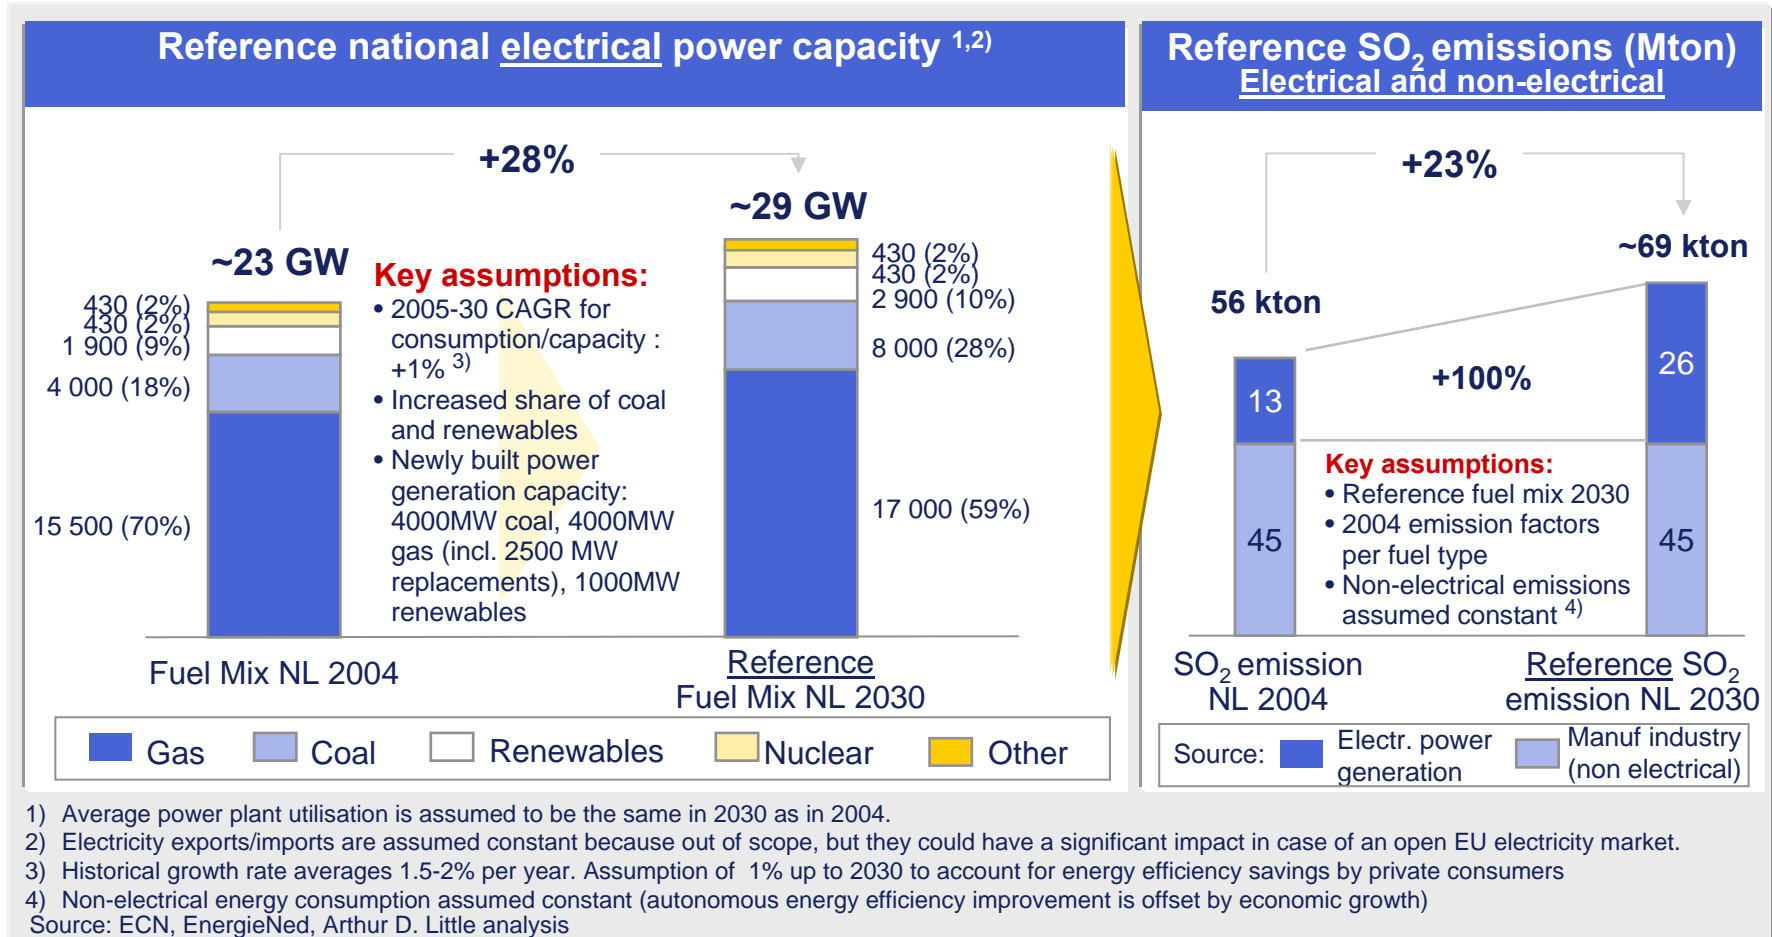 Reference national electrical power capacity 1,2)
+28%
~23 GW
~29 GW
430 (2%)
430 (2%)
1 900 (9%)
4 000 (18%)
15 500 (70%)
Key assumptions:
• 2005-30 CAGR for
consumption/capacity :
+1% 3)
• Increased share of coal
and renewables
• Newly built power
generation capacity:
4000MW coal, 4000MW
gas (incl. 2500 MW
replacements), 1000MW
renewables
430 (2%)
430 (2%)
2 900 (10%)
8 000 (28%)
17 000 (59%)
Fuel Mix NL 2004
Reference
Fuel Mix NL 2030
Gas
Coal
Renewables
Nuclear
Other
Reference SO2 emissions (Mton)
Electrical and non-electrical
+23%
56 kton
~69 kton
13
26
+100%
45
45
Key assumptions:
• Reference fuel mix 2030
• 2004 emission factors
per fuel type
• Non-electrical emissions
assumed constant 4)
SO2 emission
NL 2004
Reference SO2
emission NL 2030
Source:
Electr. power
generation
Manuf industry
(non electrical)
1) Average power plant utilisation is assumed to be the same in 2030 as in 2004.
2) Electricity exports/imports are assumed constant because out of scope, but they could have a significant impact in case of an open EU electricity market.
3) Historical growth rate averages 1.5-2% per year. Assumption of 1% up to 2030 to account for energy efficiency savings by private consumers
4) Non-electrical energy consumption assumed constant (autonomous energy efficiency improvement is offset by economic growth)
Source: ECN, EnergieNed, Arthur D. Little analysis